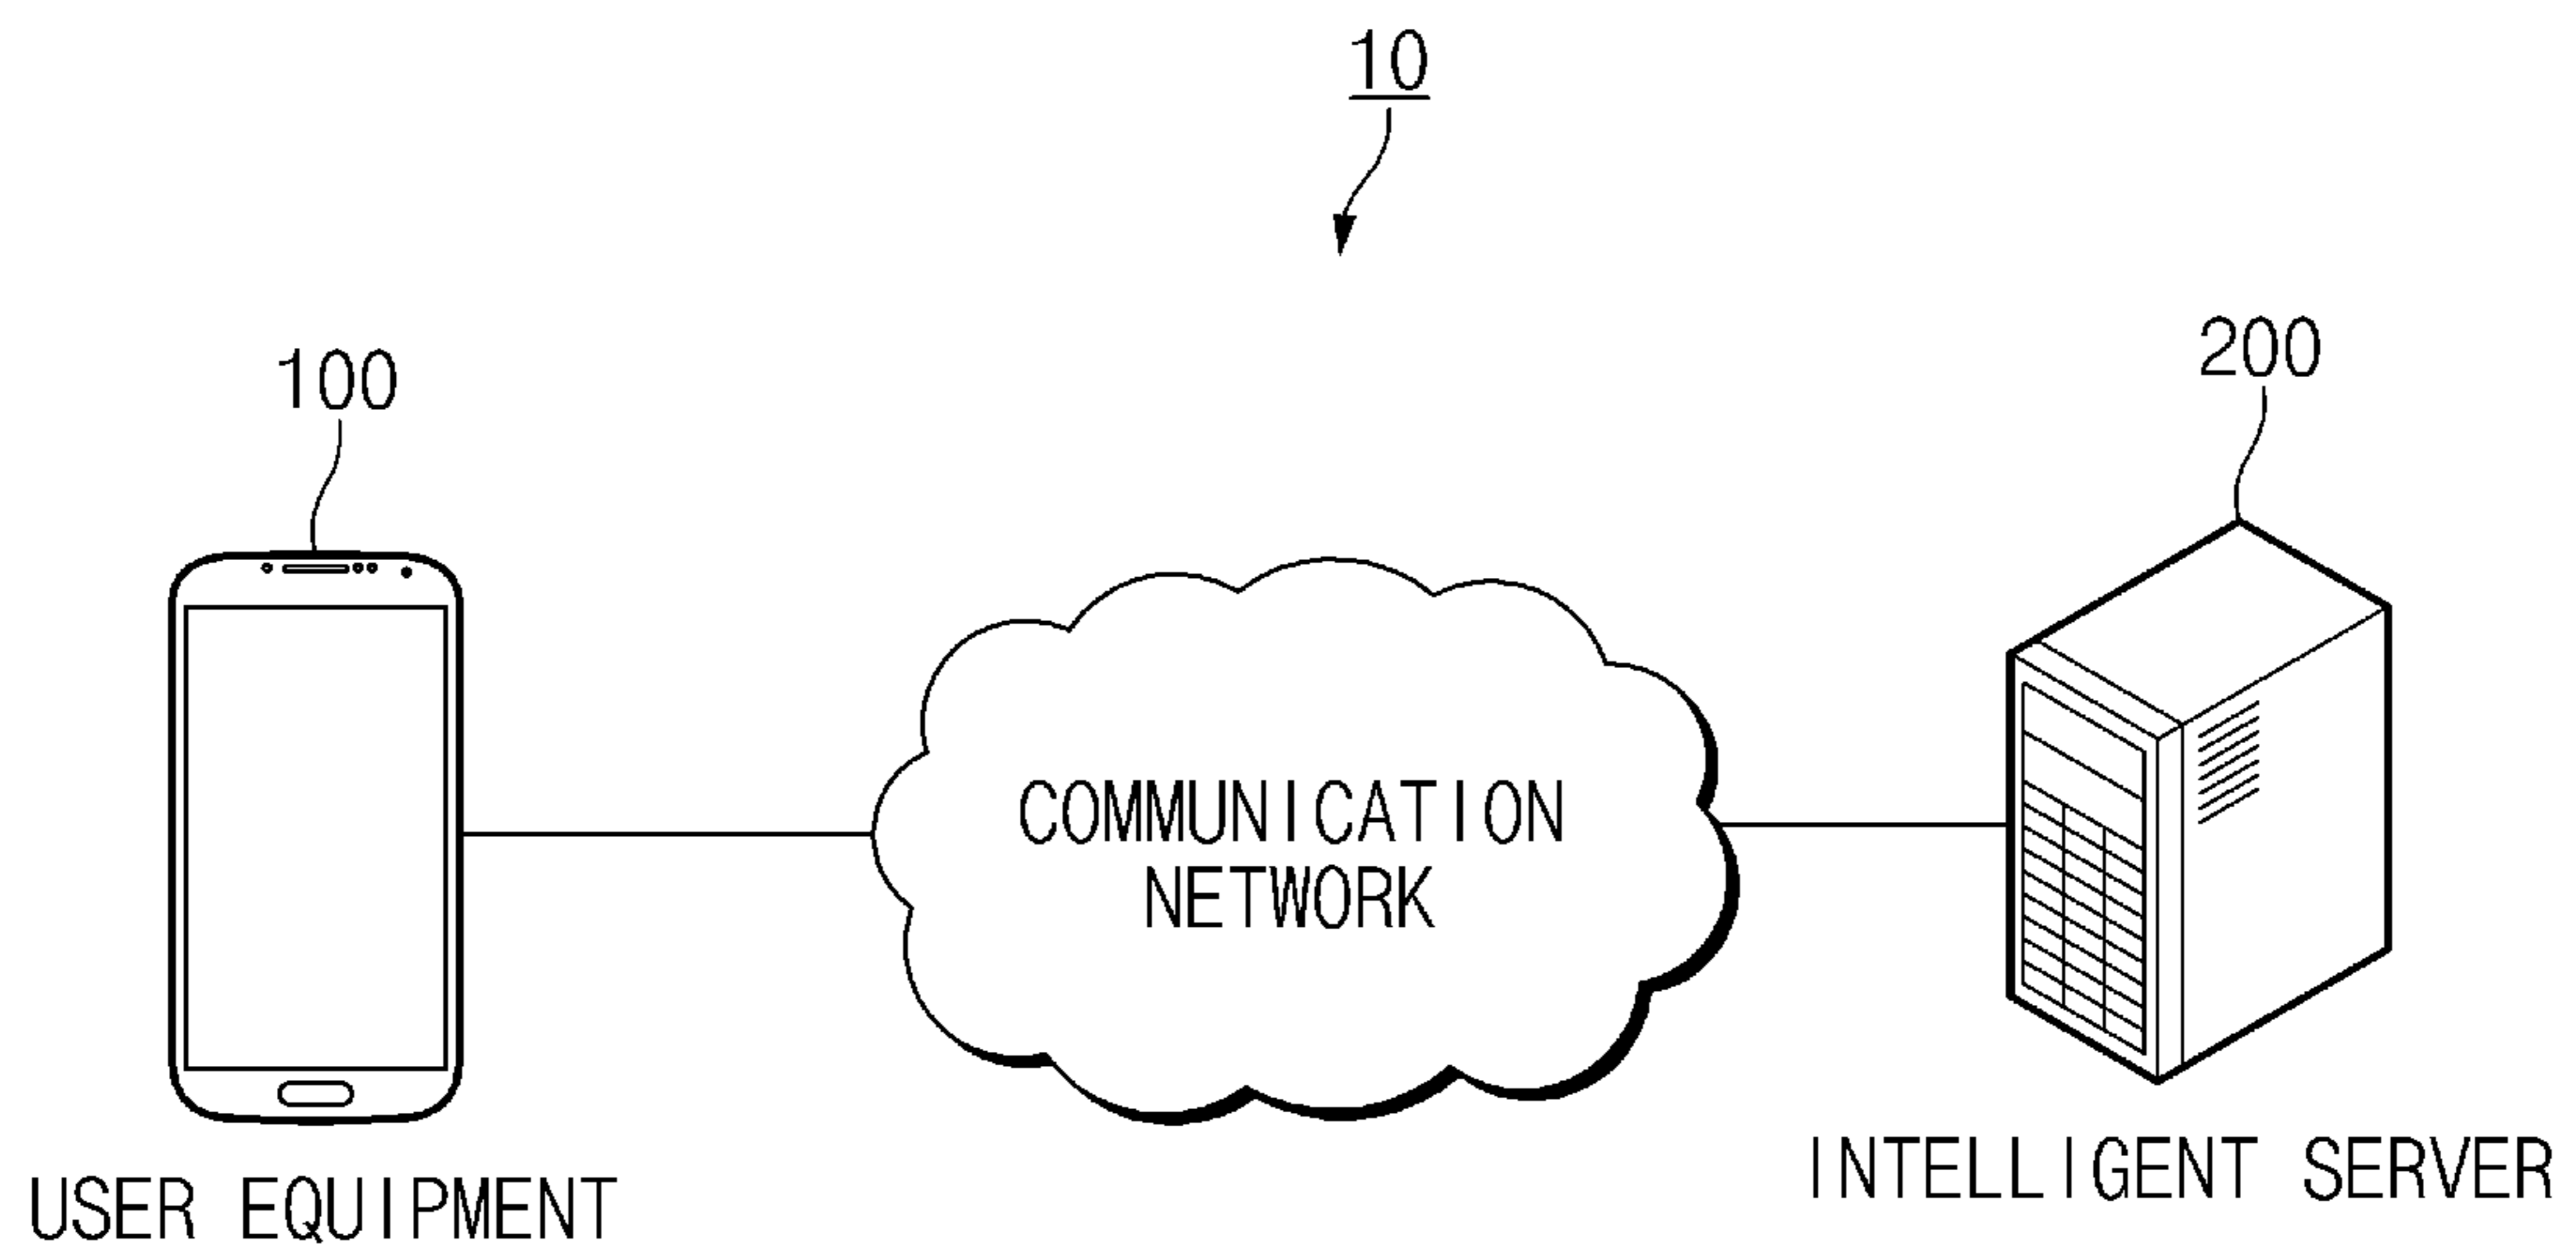 10
100
200
COMMUNICATION
NETWORK
USER EQUIPMENT
INTELLIGENT SERVER